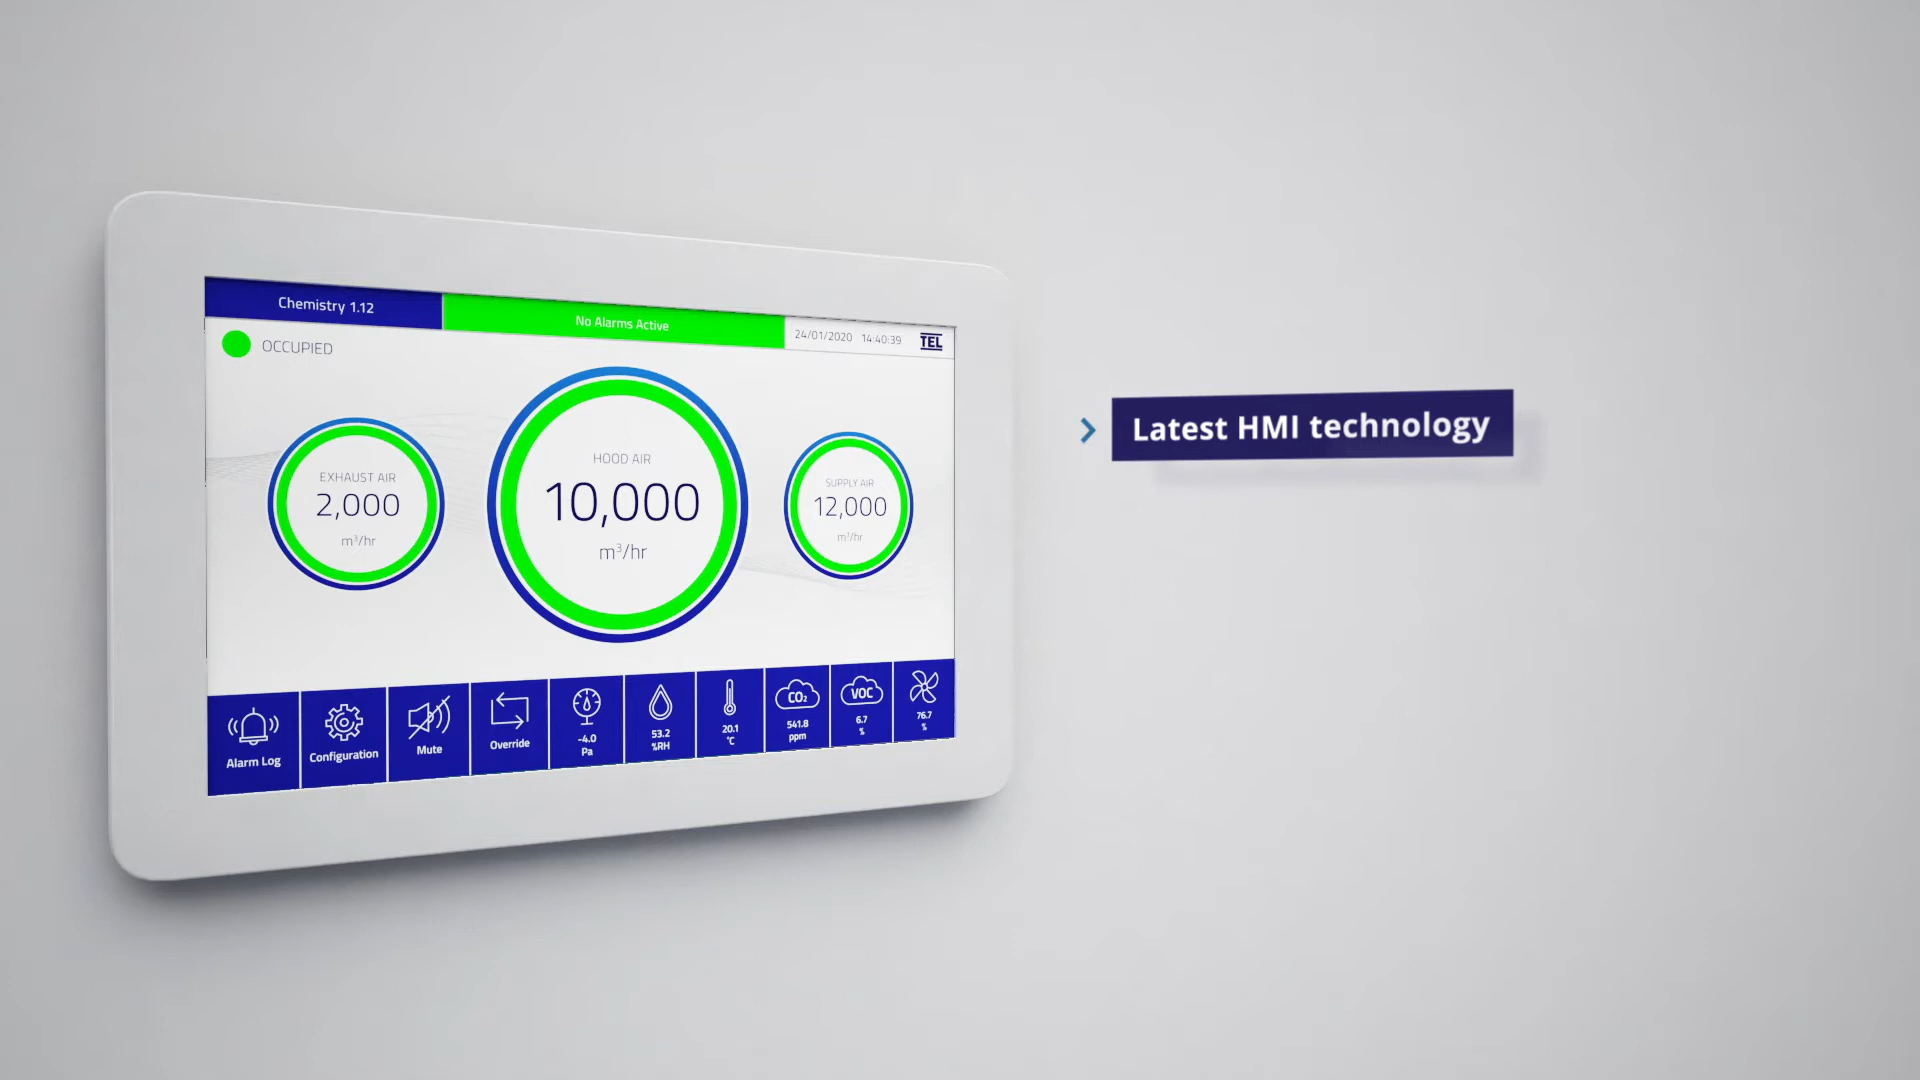 Chemistry 1.12
No Alarms Active
24/01/2020 14:40:39
TEL
OCCUPIED
EXHAUST AIR
2,000
m³/hr
HOOD AIR
10,000
m³/hr
SUPPLY AIR
12,000
m³/hr
Latest HMI technology
Alarm Log
Configuration
Mute
Override
-4.0
Pa
53.2
%RH
20.1
°C
CO₂
541.8
ppm
VOC
6.7
%
76.7
%